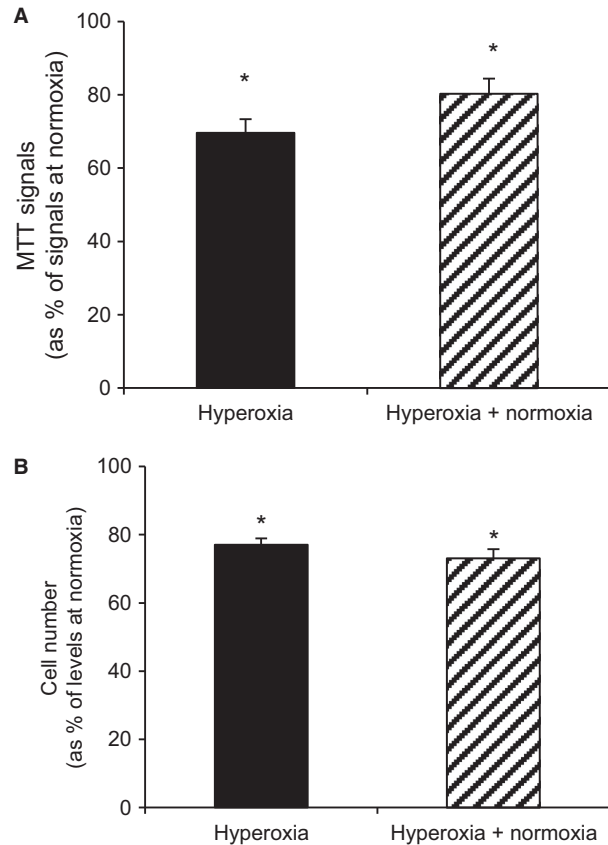 A
100
80
60
40
20
0
MTT signals
(as % of signals at normoxia)
*
*
Hyperoxia
Hyperoxia + normoxia
B
100
80
60
40
20
0
Cell number
(as % of levels at normoxia)
*
*
Hyperoxia
Hyperoxia + normoxia